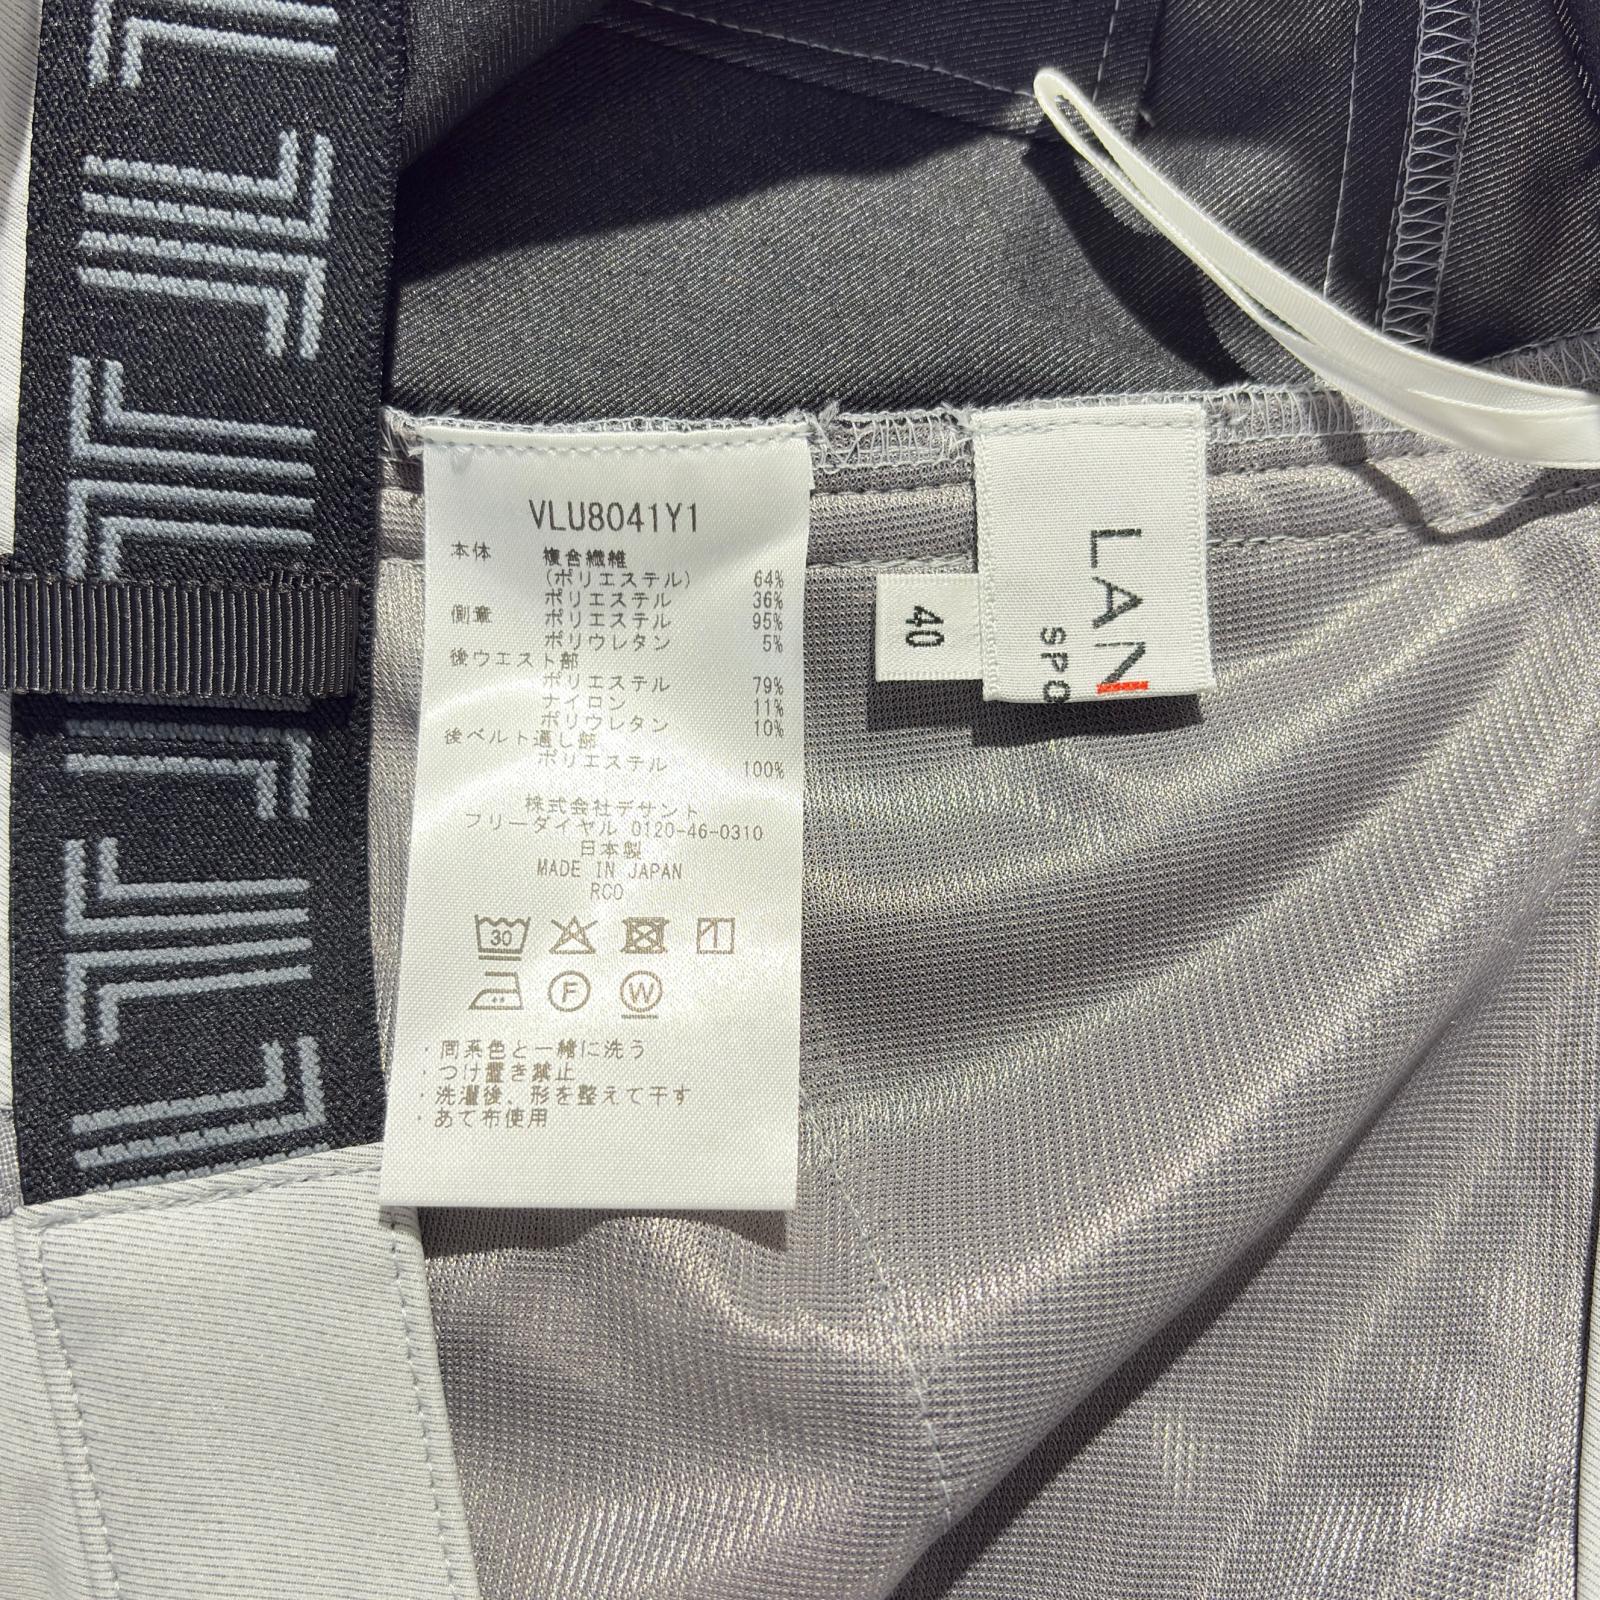 VLU8041Y1
本体 複合繊維
(ポリエステル) 64%
ポリエステル 36%
側章 ポリエステル 95%
ポリウレタン 5%
後ウエスト部
ポリエステル 79%
ナイロン 11%
ポリウレタン 10%
後ベルト通し部
ポリエステル 100%
株式会社デサント
フリーダイヤル 0120-46-0310
日本製
MADE IN JAPAN
RCO
30
F W
・同系色と一緒に洗う
・つけ置き禁止
・洗濯後、形を整えて干す
・あて布使用
40
LAN
SPO